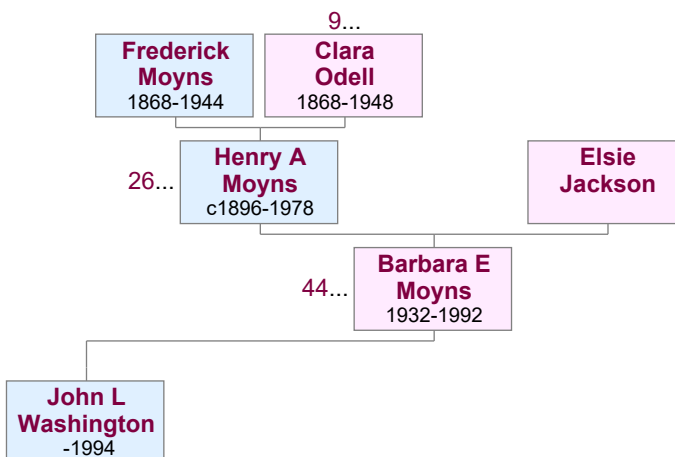 9...
Frederick
Moyns
1868-1944
Clara
Odell
1868-1948
26...
Henry A
Moyns
c1896-1978
Elsie
Jackson
44...
Barbara E
Moyns
1932-1992
John L
Washington
-1994